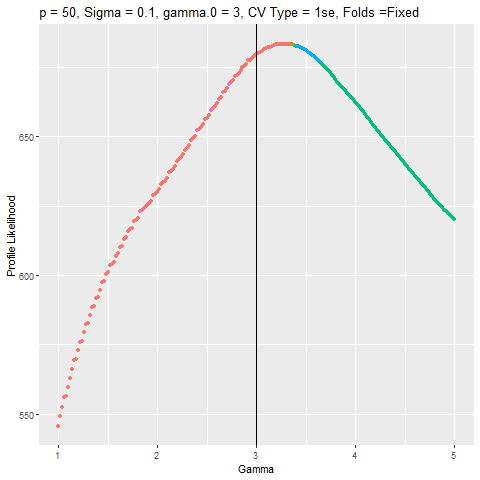 p = 50, Sigma = 0.1, gamma.0 = 3, CV Type = 1se, Folds =Fixed
Profile Likelihood
650
600
550
1 2 3 4 5
Gamma